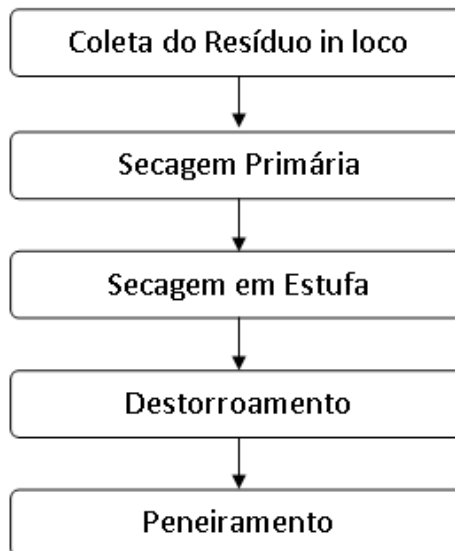 Coleta do Resíduo in loco
Secagem Primária
Secagem em Estufa
Destorroamento
Peneiramento